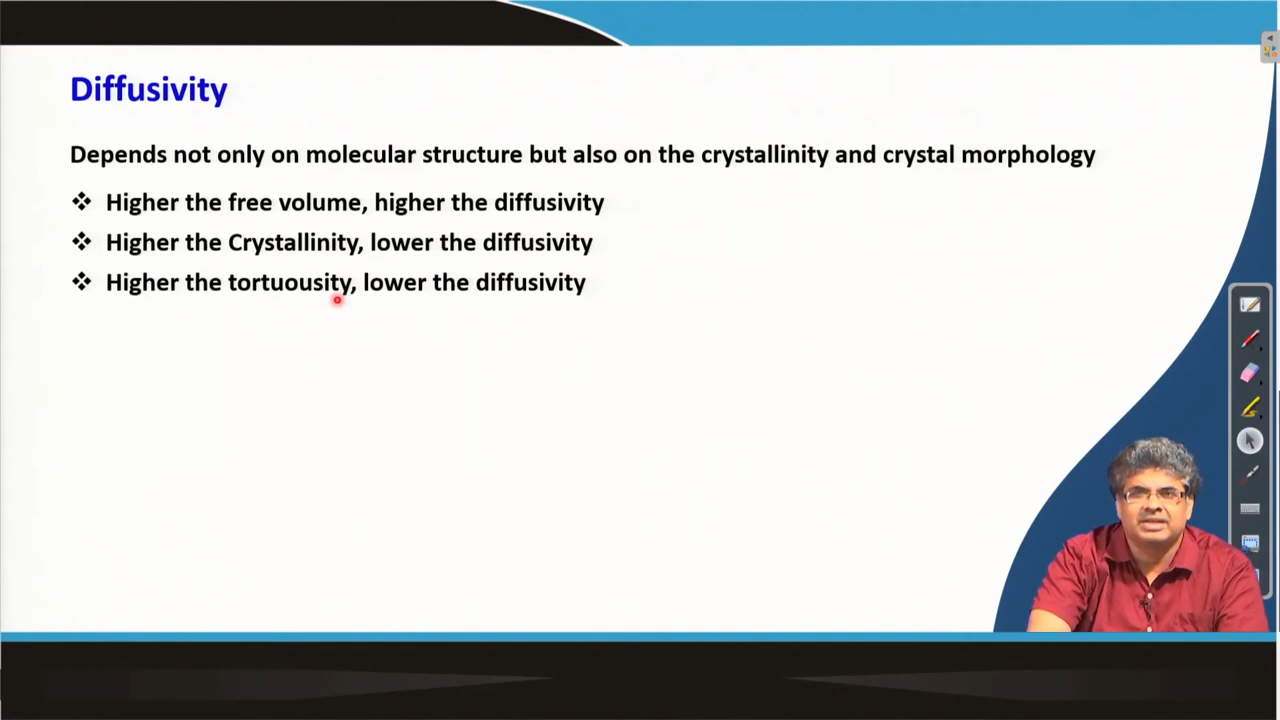 Diffusivity
Depends not only on molecular structure but also on the crystallinity and crystal morphology
❖ Higher the free volume, higher the diffusivity
❖ Higher the Crystallinity, lower the diffusivity
❖ Higher the tortuousity, lower the diffusivity